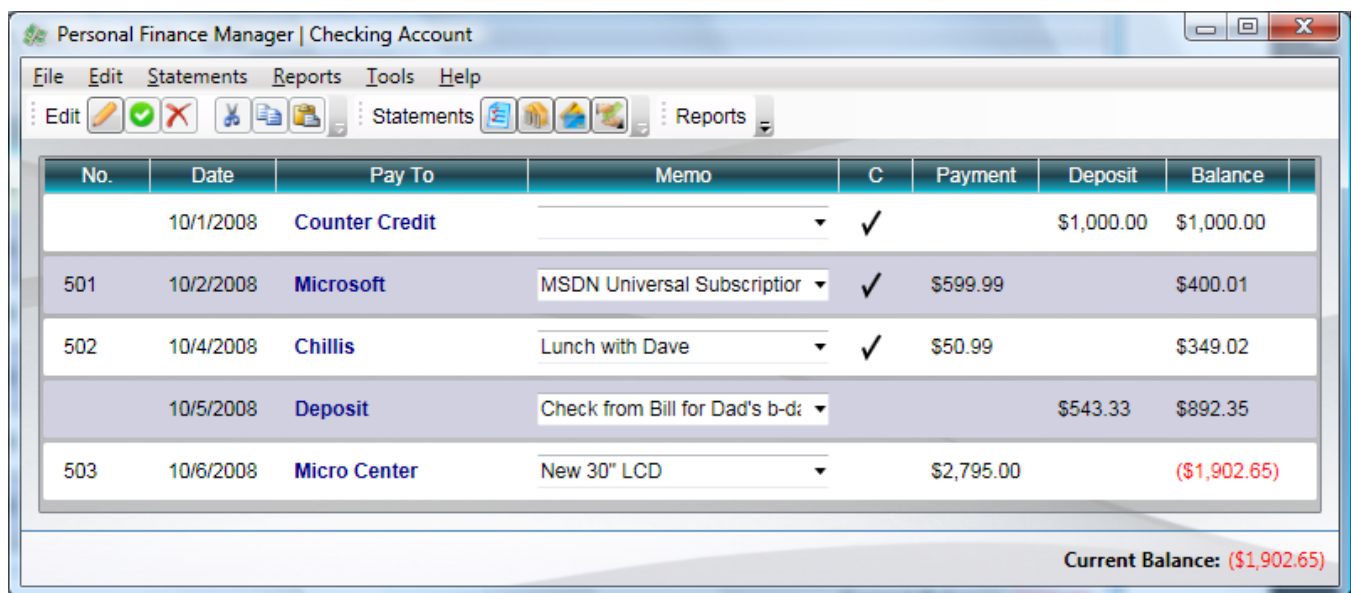 Personal Finance Manager | Checking Account
File Edit Statements Reports Tools Help
Edit Statements Reports
No. Date Pay To Memo C Payment Deposit Balance
10/1/2008 Counter Credit $1,000.00 $1,000.00
501 10/2/2008 Microsoft MSDN Universal Subscription $599.99 $400.01
502 10/4/2008 Chillis Lunch with Dave $50.99 $349.02
10/5/2008 Deposit Check from Bill for Dad's b-da $543.33 $892.35
503 10/6/2008 Micro Center New 30" LCD $2,795.00 ($1,902.65)
Current Balance: ($1,902.65)